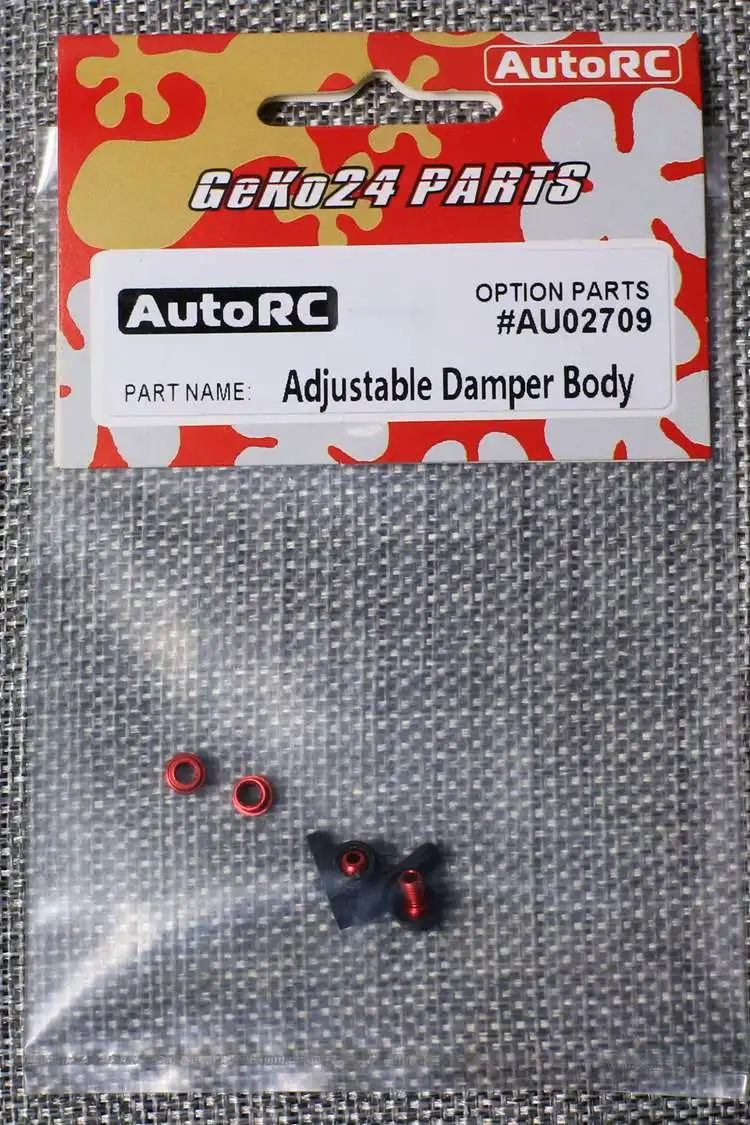 AutoRC
GeKo24 PARTS
AutoRC
OPTION PARTS
#AU02709
PART NAME: Adjustable Damper Body